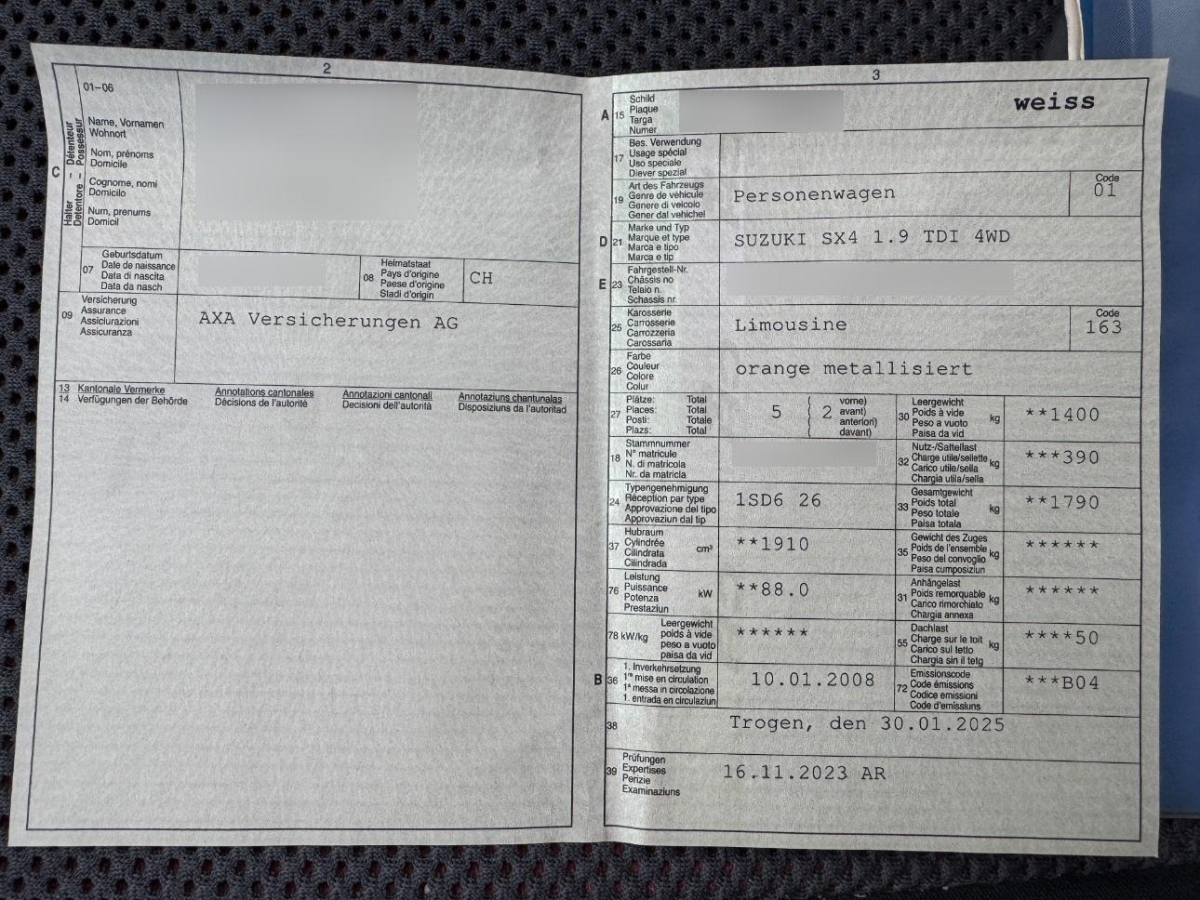 2
01–06
Halter - Détenteur
Detentore - Possessur
C
Name, Vornamen
Wohnort
Nom, prénoms
Domicile
Cognome, nomi
Domicilo
Num, prenums
Domicil
07
Geburtsdatum
Dale de naissance
Data di nascita
Data da nasch
08
Heimatstaat
Pays d'origine
Paese d'origine
Stadi d'origin
CH
09
Versicherung
Assurance
Assiclurazioni
Assicuranza
AXA Versicherungen AG
13 Kantonale Vermerke Annotations cantonales Annotazioni cantonali Annotaziuns chantunalas
14 Verfügungen der Behörde Décisions de l'autorité Decisioni dell'autorità Disposiziuns da l'autoritad
3
A 15
Schild
Plaque
Targa
Numer
weiss
17
Bes. Verwendung
Usage spécial
Uso speciale
Diever spezial
19
Art des Fahrzeugs
Genre de véhicule
Genere di veicolo
Gener dal vehichel
Personenwagen
Code
01
D 21
Marke und Typ
Marque et type
Marca e tipo
Marca e tip
SUZUKI SX4 1.9 TDI 4WD
E 23
Fahrgestell-Nr.
Châssis no
Telaio n.
Schassis nr.
25
Karosserie
Carrosserie
Carrozzeria
Carossaria
Limousine
Code
163
26
Farbe
Couleur
Colore
Colur
orange metallisiert
27
Plätze: Total
Places: Total
Posti: Totale
Plazs: Total
5
2
vorne)
avant)
anteriori)
davant)
30
Leergewicht
Poids à vide
Peso a vuoto
Paisa da vid
kg
**1400
18
Stammnummer
N° matricule
N. di matricola
Nr. da matricla
32
Nutz-/Sattellast
Charge utile/sellette
Carico utile/sella
Chargia utila/sella
kg
***390
24
Typengenehmigung
Réception par type
Approvazione del tipo
Approvaziun dal tip
1SD6 26
33
Gesamtgewicht
Poids total
Peso totale
Paisa totala
kg
**1790
37
Hubraum
Cylindrée
Cilindrata
Cilindrada
cm³
**1910
35
Gewicht des Zuges
Poids de l'ensemble
Peso del convoglio
Paisa cumposiziun
kg
******
76
Leistung
Puissance
Potenza
Prestaziun
kW
**88.0
31
Anhängelast
Poids remorquable
Carico rimorchiato
Chargia annexa
kg
******
78 kW/kg
Leergewicht
poids à vide
peso a vuoto
paisa da vid
******
55
Dachlast
Charge sur le toit
Carico sul tetto
Chargia sin il tetg
kg
****50
B 36
1. Inverkehrsetzung
1re mise en circulation
1a messa in circolazione
1. entrada en circulaziun
10.01.2008
72
Emissionscode
Code émissions
Codice emissioni
Code d'emissiuns
***B04
38
Trogen, den 30.01.2025
39
Prüfungen
Expertises
Perizie
Examinaziuns
16.11.2023 AR